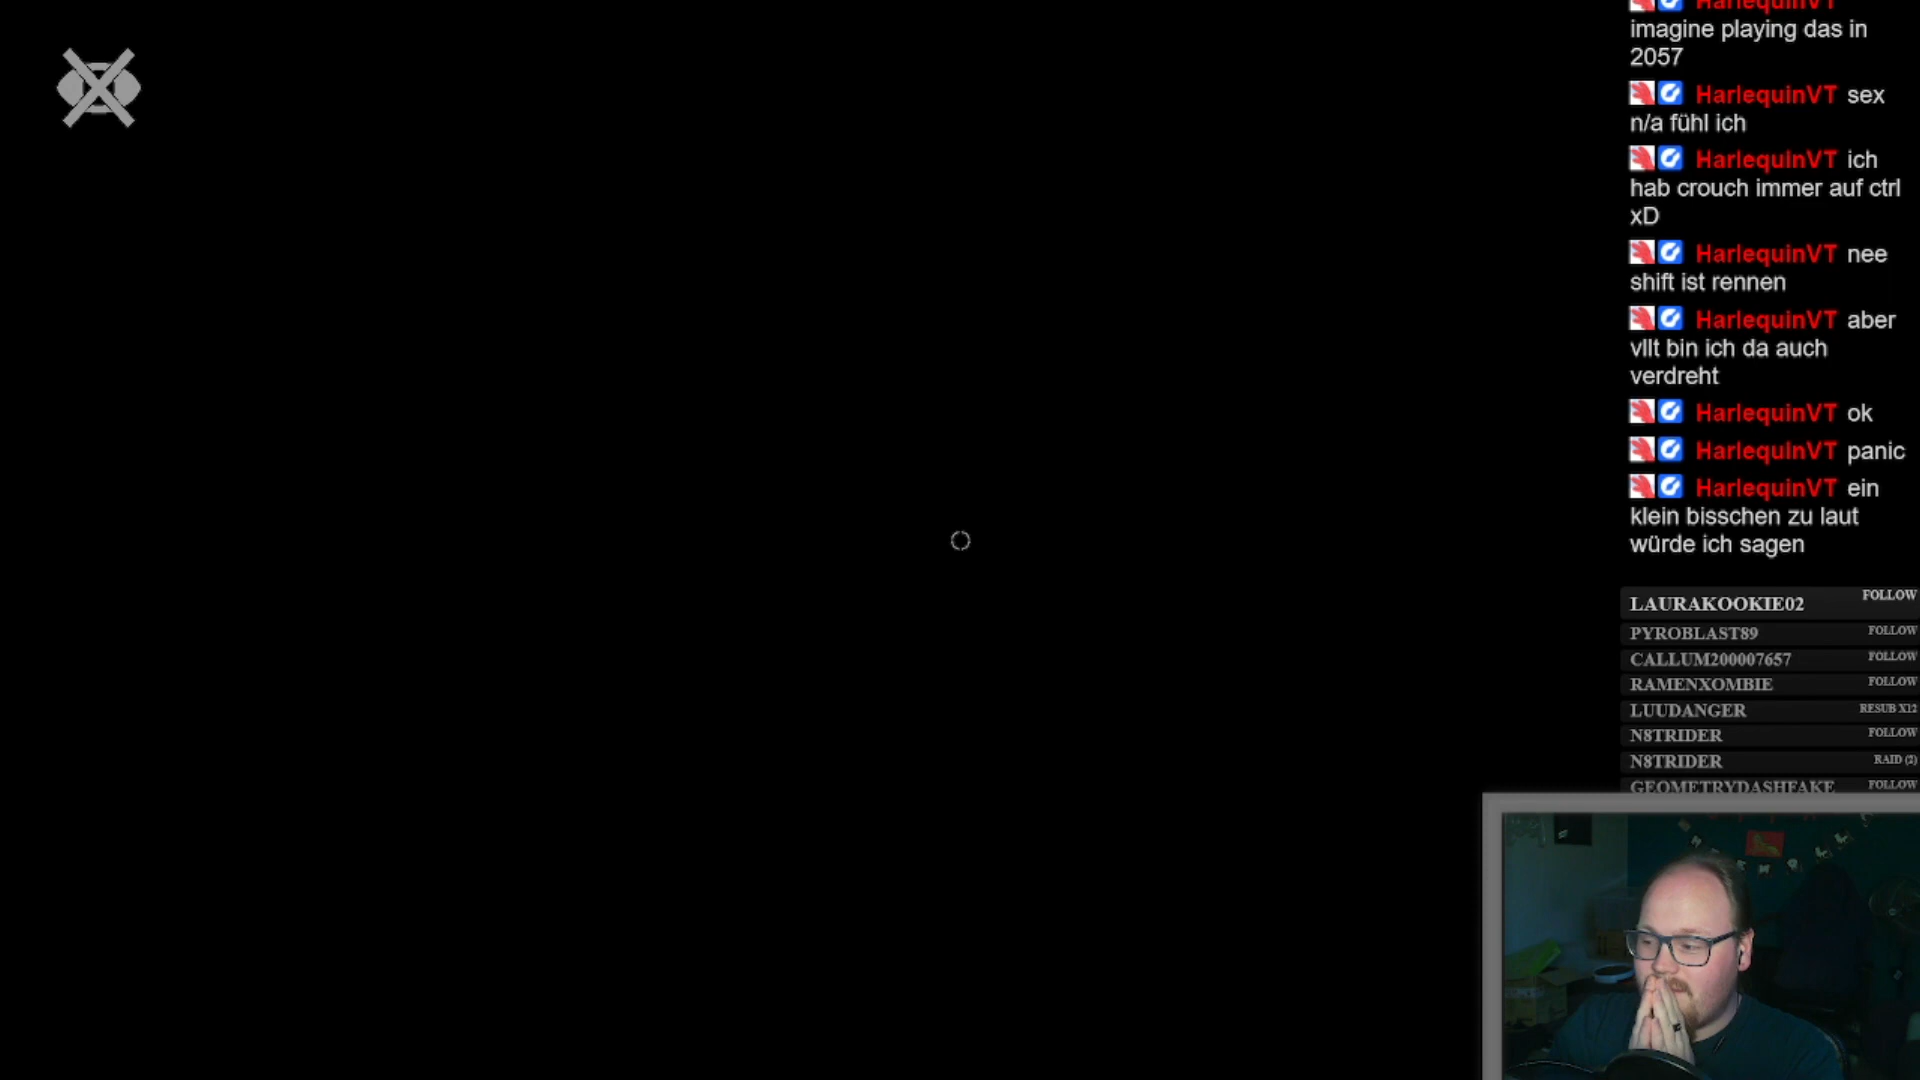 HarlequinVT
imagine playing das in
2057
HarlequinVT sex
n/a fühl ich
HarlequinVT ich
hab crouch immer auf ctrl
xD
HarlequinVT nee
shift ist rennen
HarlequinVT aber
vllt bin ich da auch
verdreht
HarlequinVT ok
HarlequinVT panic
HarlequinVT ein
klein bisschen zu laut
würde ich sagen
LAURAKOOKIE02 FOLLOW
PYROBLAST89 FOLLOW
CALLUM200007657 FOLLOW
RAMENXOMBIE FOLLOW
LUUDANGER RESUB X12
N8TRIDER FOLLOW
N8TRIDER RAID (2)
GEOMETRYDASHFAKE FOLLOW